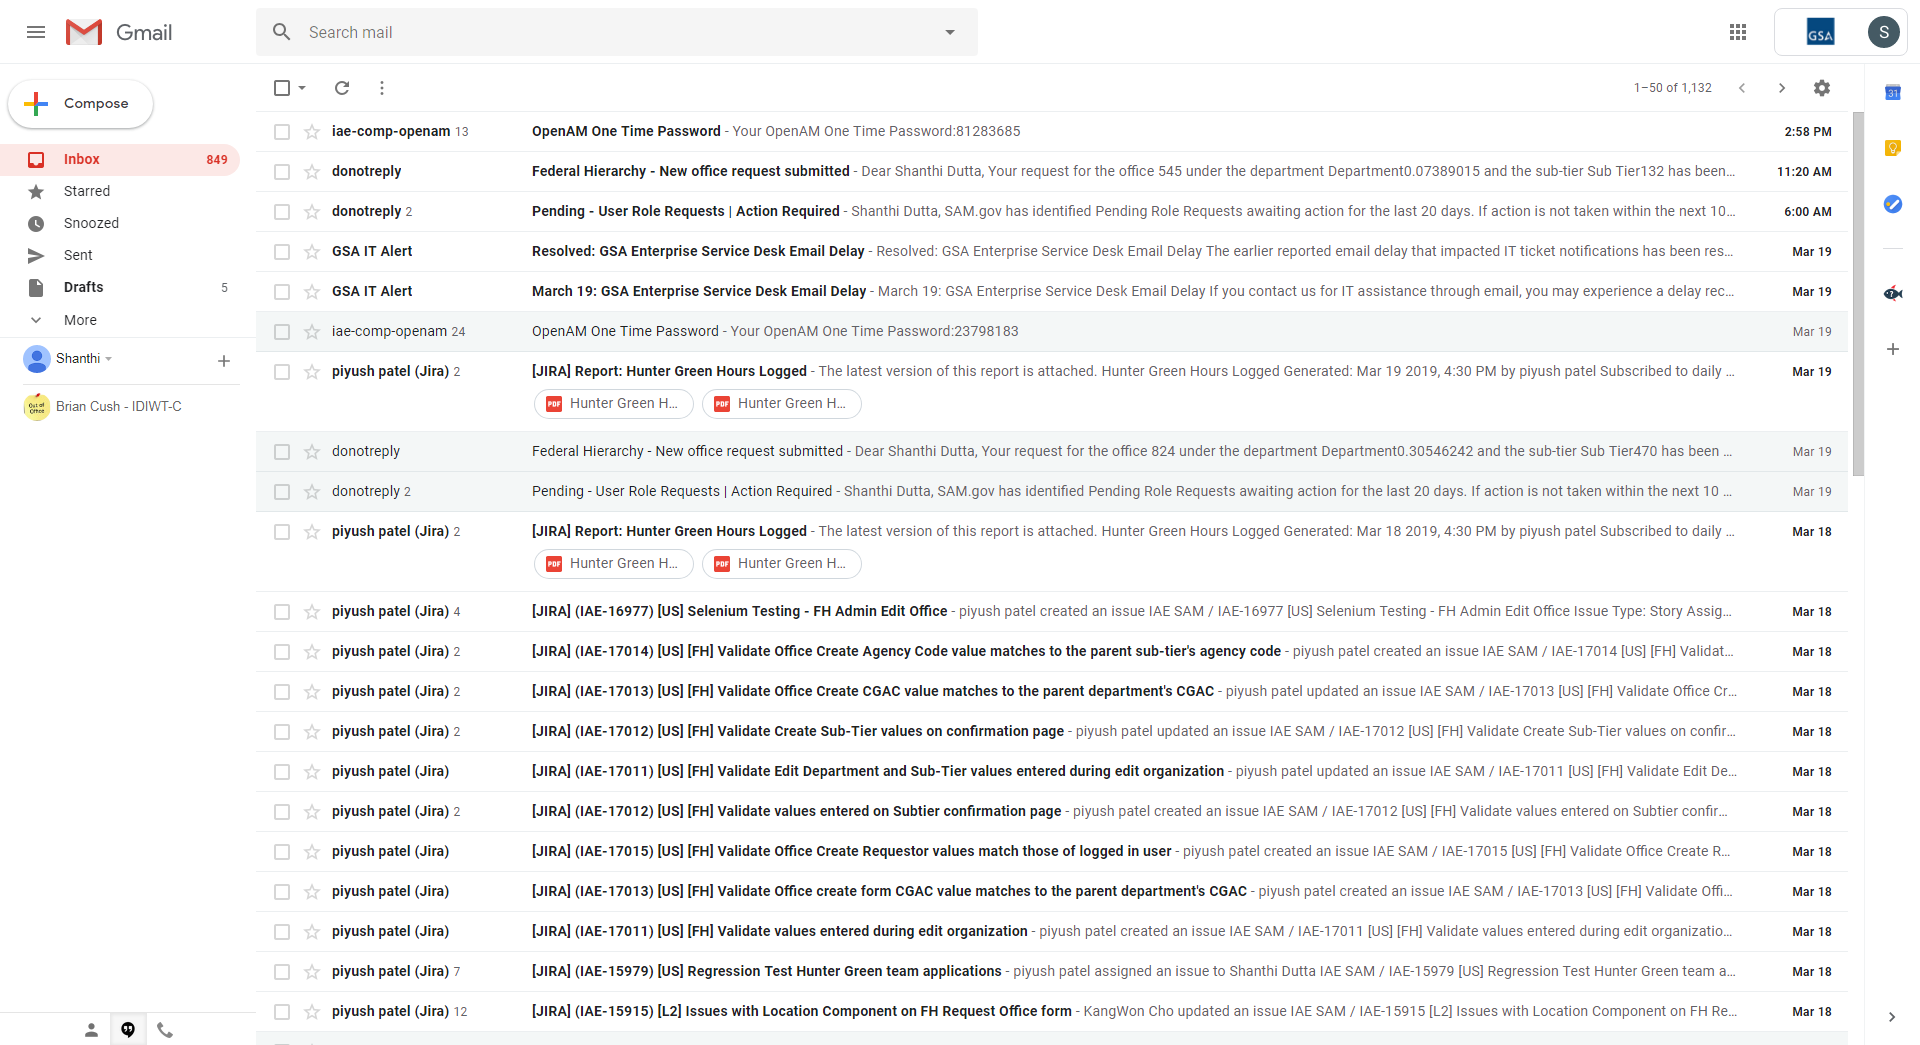 Gmail
Search mail
GSA
S
Compose
1–50 of 1,132
31
Inbox 849
Starred
Snoozed
Sent
Drafts 5
More
Shanthi
Out of Office
Brian Cush - IDIWT-C
iae-comp-openam 13 OpenAM One Time Password - Your OpenAM One Time Password:81283685 2:58 PM
donotreply Federal Hierarchy - New office request submitted - Dear Shanthi Dutta, Your request for the office 545 under the department Department0.07389015 and the sub-tier Sub Tier132 has been... 11:20 AM
donotreply 2 Pending - User Role Requests | Action Required - Shanthi Dutta, SAM.gov has identified Pending Role Requests awaiting action for the last 20 days. If action is not taken within the next 10... 6:00 AM
GSA IT Alert Resolved: GSA Enterprise Service Desk Email Delay - Resolved: GSA Enterprise Service Desk Email Delay The earlier reported email delay that impacted IT ticket notifications has been res... Mar 19
GSA IT Alert March 19: GSA Enterprise Service Desk Email Delay - March 19: GSA Enterprise Service Desk Email Delay If you contact us for IT assistance through email, you may experience a delay rec... Mar 19
iae-comp-openam 24 OpenAM One Time Password - Your OpenAM One Time Password:23798183 Mar 19
piyush patel (Jira) 2 [JIRA] Report: Hunter Green Hours Logged - The latest version of this report is attached. Hunter Green Hours Logged Generated: Mar 19 2019, 4:30 PM by piyush patel Subscribed to daily ... Mar 19
PDF Hunter Green H... PDF Hunter Green H...
donotreply Federal Hierarchy - New office request submitted - Dear Shanthi Dutta, Your request for the office 824 under the department Department0.30546242 and the sub-tier Sub Tier470 has been ... Mar 19
donotreply 2 Pending - User Role Requests | Action Required - Shanthi Dutta, SAM.gov has identified Pending Role Requests awaiting action for the last 20 days. If action is not taken within the next 10 ... Mar 19
piyush patel (Jira) 2 [JIRA] Report: Hunter Green Hours Logged - The latest version of this report is attached. Hunter Green Hours Logged Generated: Mar 18 2019, 4:30 PM by piyush patel Subscribed to daily ... Mar 18
PDF Hunter Green H... PDF Hunter Green H...
piyush patel (Jira) 4 [JIRA] (IAE-16977) [US] Selenium Testing - FH Admin Edit Office - piyush patel created an issue IAE SAM / IAE-16977 [US] Selenium Testing - FH Admin Edit Office Issue Type: Story Assig... Mar 18
piyush patel (Jira) 2 [JIRA] (IAE-17014) [US] [FH] Validate Office Create Agency Code value matches to the parent sub-tier's agency code - piyush patel created an issue IAE SAM / IAE-17014 [US] [FH] Validat... Mar 18
piyush patel (Jira) 2 [JIRA] (IAE-17013) [US] [FH] Validate Office Create CGAC value matches to the parent department's CGAC - piyush patel updated an issue IAE SAM / IAE-17013 [US] [FH] Validate Office Cr... Mar 18
piyush patel (Jira) 2 [JIRA] (IAE-17012) [US] [FH] Validate Create Sub-Tier values on confirmation page - piyush patel updated an issue IAE SAM / IAE-17012 [US] [FH] Validate Create Sub-Tier values on confir... Mar 18
piyush patel (Jira) [JIRA] (IAE-17011) [US] [FH] Validate Edit Department and Sub-Tier values entered during edit organization - piyush patel updated an issue IAE SAM / IAE-17011 [US] [FH] Validate Edit De... Mar 18
piyush patel (Jira) 2 [JIRA] (IAE-17012) [US] [FH] Validate values entered on Subtier confirmation page - piyush patel created an issue IAE SAM / IAE-17012 [US] [FH] Validate values entered on Subtier confir... Mar 18
piyush patel (Jira) [JIRA] (IAE-17015) [US] [FH] Validate Office Create Requestor values match those of logged in user - piyush patel created an issue IAE SAM / IAE-17015 [US] [FH] Validate Office Create R... Mar 18
piyush patel (Jira) [JIRA] (IAE-17013) [US] [FH] Validate Office create form CGAC value matches to the parent department's CGAC - piyush patel created an issue IAE SAM / IAE-17013 [US] [FH] Validate Offi... Mar 18
piyush patel (Jira) [JIRA] (IAE-17011) [US] [FH] Validate values entered during edit organization - piyush patel created an issue IAE SAM / IAE-17011 [US] [FH] Validate values entered during edit organizatio... Mar 18
piyush patel (Jira) 7 [JIRA] (IAE-15979) [US] Regression Test Hunter Green team applications - piyush patel assigned an issue to Shanthi Dutta IAE SAM / IAE-15979 [US] Regression Test Hunter Green team a... Mar 18
piyush patel (Jira) 12 [JIRA] (IAE-15915) [L2] Issues with Location Component on FH Request Office form - KangWon Cho updated an issue IAE SAM / IAE-15915 [L2] Issues with Location Component on FH Re... Mar 18